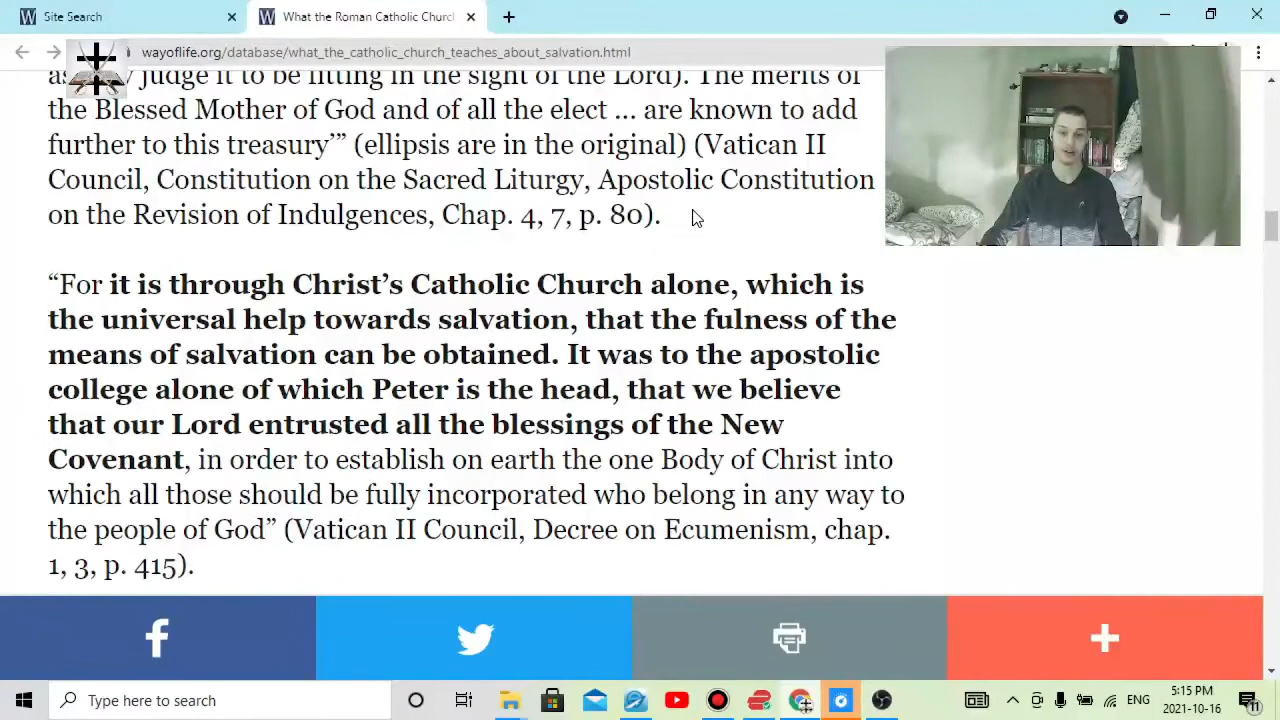 Site Search
What the Roman Catholic Church
wayoflife.org/database/what_the_catholic_church_teaches_about_salvation.html
judge it to be fitting in the sight of the Lord). The merits of
the Blessed Mother of God and of all the elect ... are known to add
further to this treasury’” (ellipsis are in the original) (Vatican II
Council, Constitution on the Sacred Liturgy, Apostolic Constitution
on the Revision of Indulgences, Chap. 4, 7, p. 80).
“For it is through Christ’s Catholic Church alone, which is
the universal help towards salvation, that the fulness of the
means of salvation can be obtained. It was to the apostolic
college alone of which Peter is the head, that we believe
that our Lord entrusted all the blessings of the New
Covenant, in order to establish on earth the one Body of Christ into
which all those should be fully incorporated who belong in any way to
the people of God” (Vatican II Council, Decree on Ecumenism, chap.
1, 3, p. 415).
Type here to search
ENG
5:15 PM
2021-10-16
11